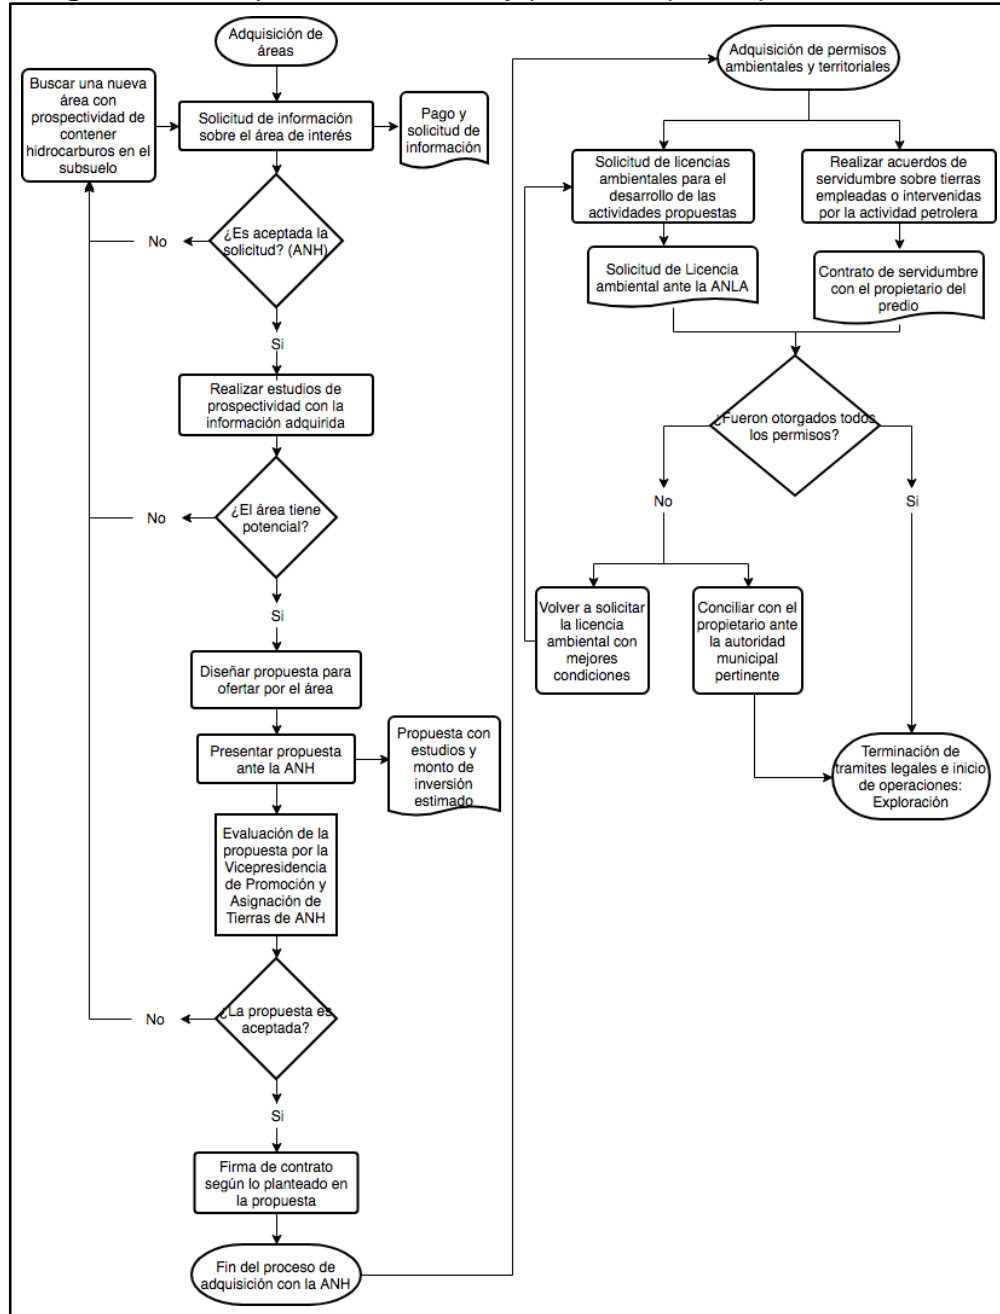 Adquisición de
áreas
Buscar una nueva
área con
prospectividad de
contener
hidrocarburos en el
subsuelo
Solicitud de información
sobre el área de interés
Pago y
solicitud de
información
¿Es aceptada la
solicitud? (ANH)
No
Si
Realizar estudios de
prospectividad con la
información adquirida
¿El área tiene
potencial?
No
Si
Diseñar propuesta para
ofertar por el área
Presentar propuesta
ante la ANH
Propuesta con
estudios y
monto de
inversión
estimado
Evaluación de la
propuesta por la
Vicepresidencia
de Promoción y
Asignación de
Tierras de ANH
¿La propuesta es
aceptada?
No
Si
Firma de contrato
según lo planteado en
la propuesta
Fin del proceso de
adquisición con la ANH
Adquisición de permisos
ambientales y territoriales
Solicitud de licencias
ambientales para el
desarrollo de las
actividades propuestas
Realizar acuerdos de
servidumbre sobre tierras
empleadas o intervenidas
por la actividad petrolera
Solicitud de Licencia
ambiental ante la ANLA
Contrato de servidumbre
con el propietario del
predio
¿Fueron otorgados todos
los permisos?
No
Si
Volver a solicitar
la licencia
ambiental con
mejores
condiciones
Conciliar con el
propietario ante
la autoridad
municipal
pertinente
Terminación de
tramites legales e inicio
de operaciones:
Exploración